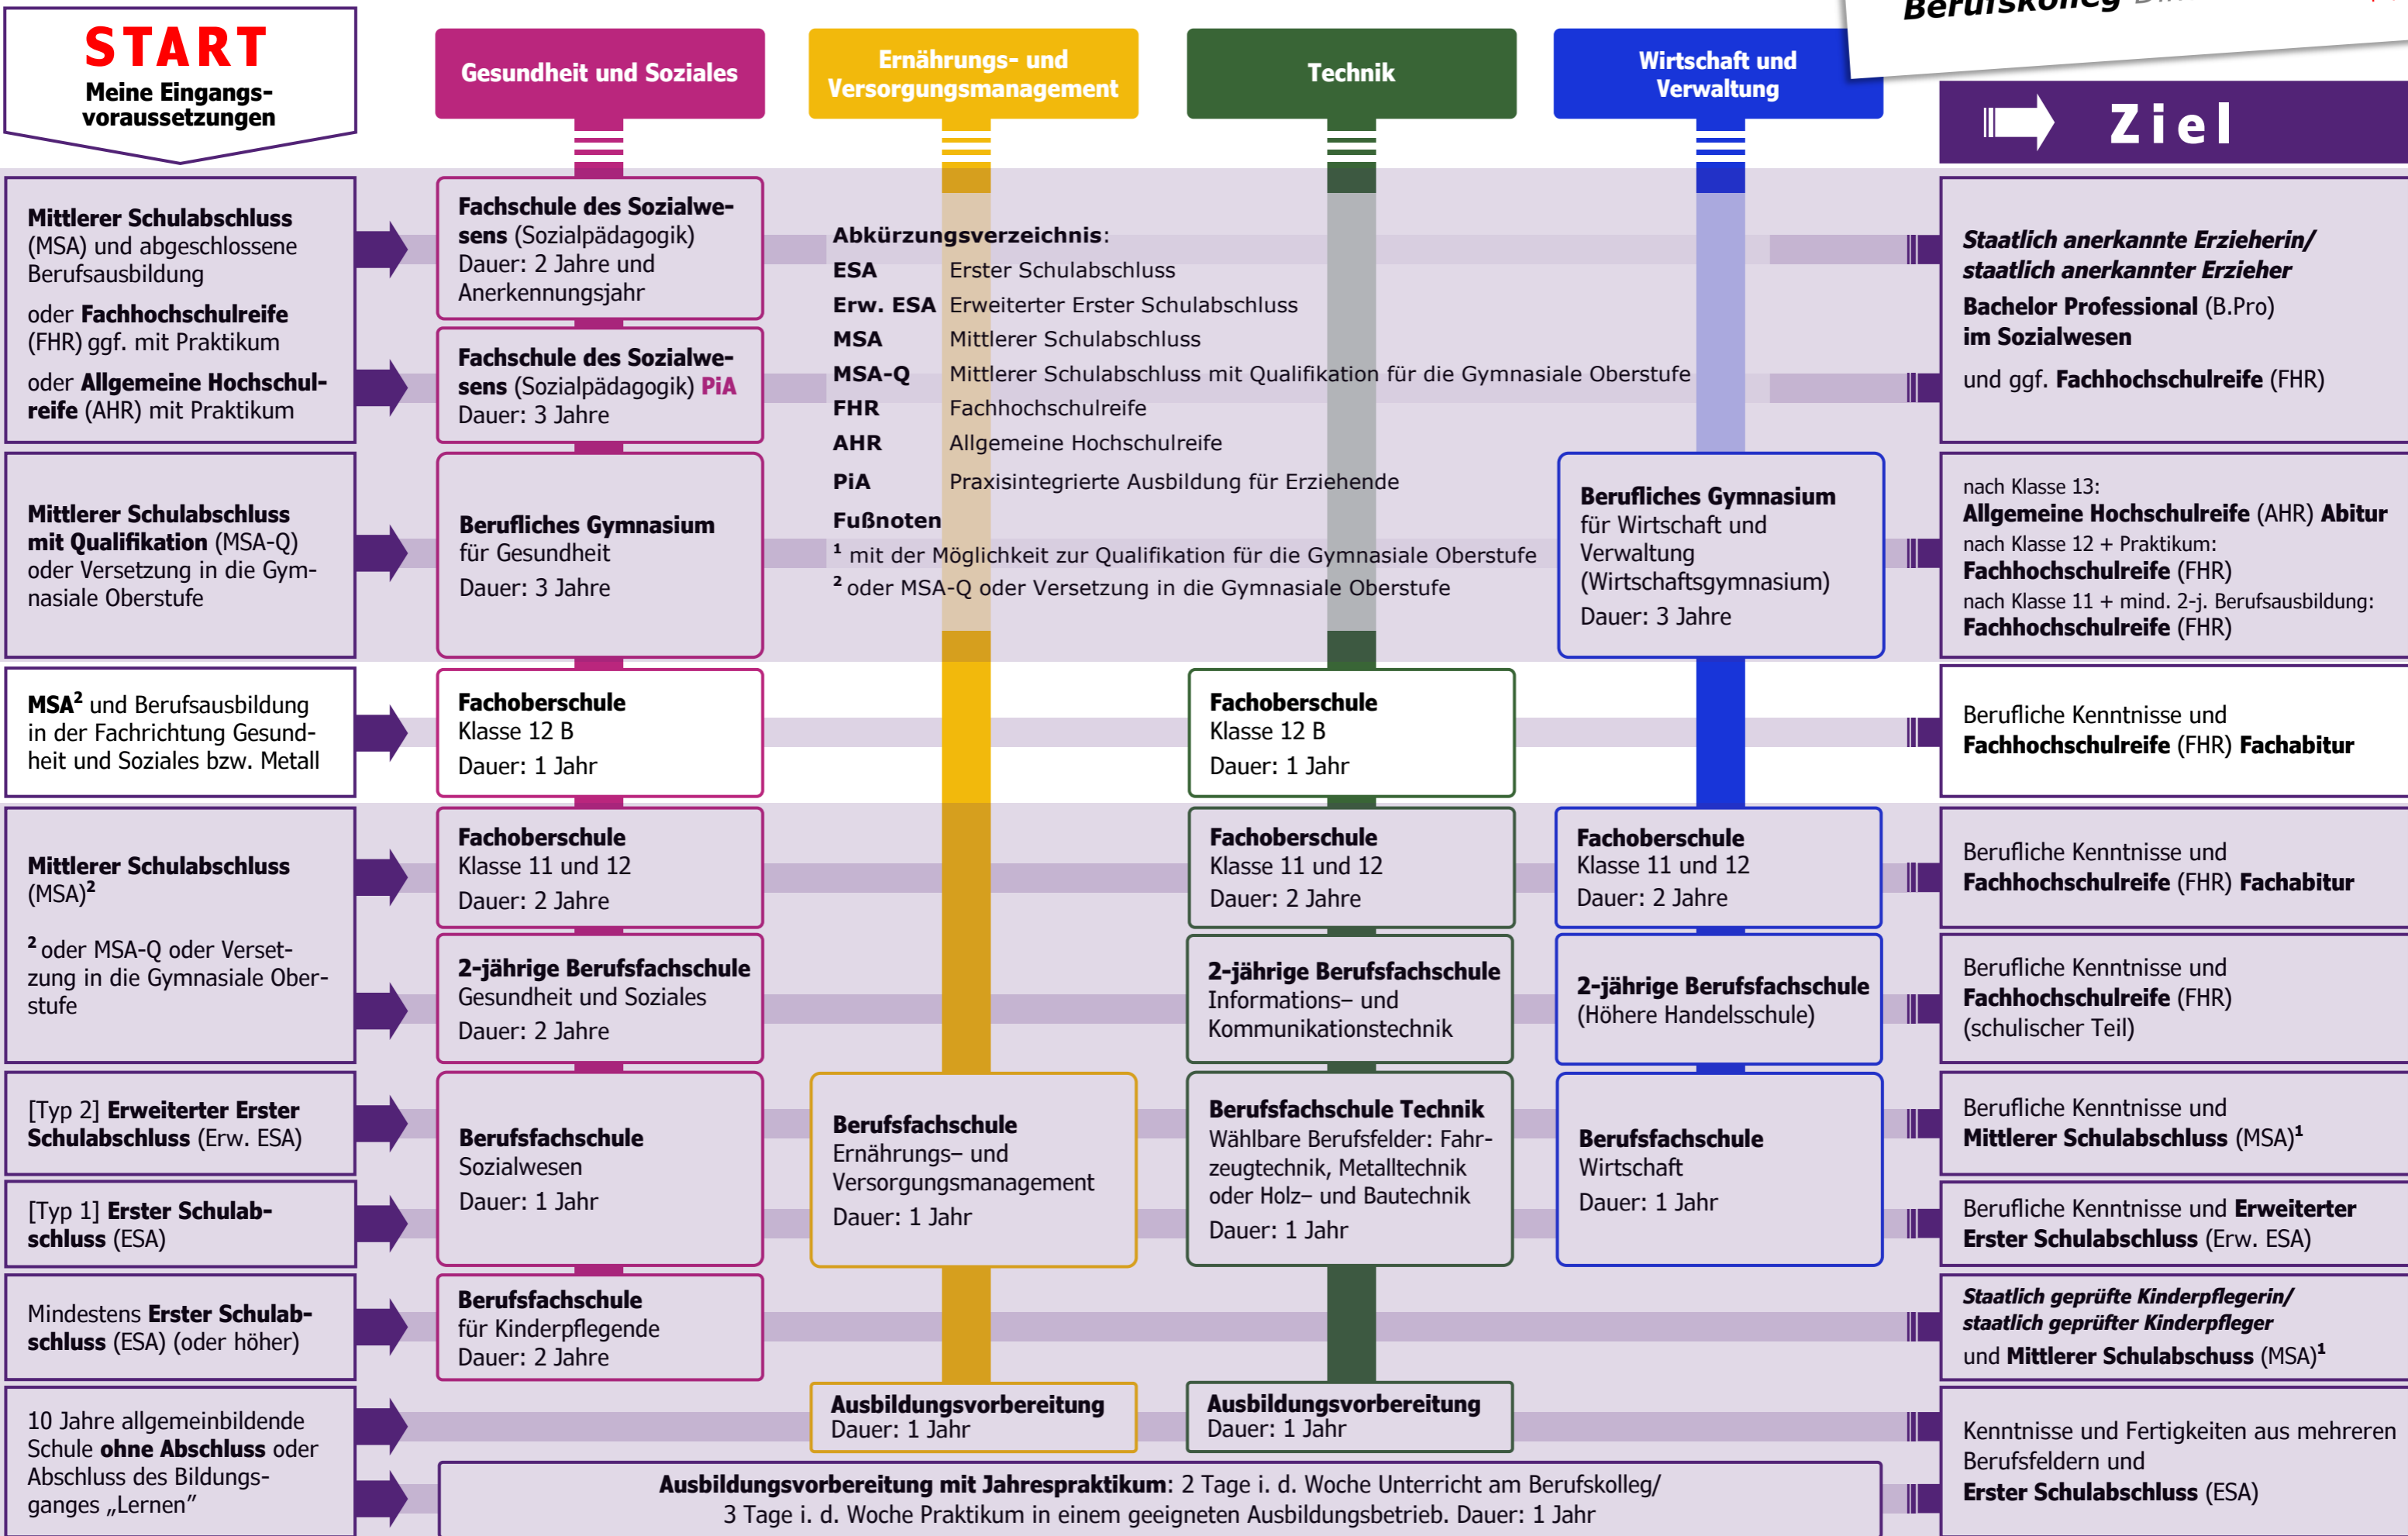 START
Meine Eingangs-
voraussetzungen
Gesundheit und Soziales
Ernährungs- und
Versorgungsmanagement
Technik
Wirtschaft und
Verwaltung
Berufskolleg
Ziel
Mittlerer Schulabschluss
(MSA) und abgeschlossene
Berufsausbildung
oder Fachhochschulreife
(FHR) ggf. mit Praktikum
oder Allgemeine Hochschul-
reife (AHR) mit Praktikum
Fachschule des Sozialwe-
sens (Sozialpädagogik)
Dauer: 2 Jahre und
Anerkennungsjahr
Fachschule des Sozialwe-
sens (Sozialpädagogik) PiA
Dauer: 3 Jahre
Abkürzungsverzeichnis:
ESA Erster Schulabschluss
Erw. ESA Erweiterter Erster Schulabschluss
MSA Mittlerer Schulabschluss
MSA-Q Mittlerer Schulabschluss mit Qualifikation für die Gymnasiale Oberstufe
FHR Fachhochschulreife
AHR Allgemeine Hochschulreife
PiA Praxisintegrierte Ausbildung für Erziehende
Fußnoten
1 mit der Möglichkeit zur Qualifikation für die Gymnasiale Oberstufe
2 oder MSA-Q oder Versetzung in die Gymnasiale Oberstufe
Staatlich anerkannte Erzieherin/
staatlich anerkannter Erzieher
Bachelor Professional (B.Pro)
im Sozialwesen
und ggf. Fachhochschulreife (FHR)
Mittlerer Schulabschluss
mit Qualifikation (MSA-Q)
oder Versetzung in die Gym-
nasiale Oberstufe
Berufliches Gymnasium
für Gesundheit
Dauer: 3 Jahre
Berufliches Gymnasium
für Wirtschaft und
Verwaltung
(Wirtschaftsgymnasium)
Dauer: 3 Jahre
nach Klasse 13:
Allgemeine Hochschulreife (AHR) Abitur
nach Klasse 12 + Praktikum:
Fachhochschulreife (FHR)
nach Klasse 11 + mind. 2-j. Berufsausbildung:
Fachhochschulreife (FHR)
MSA2 und Berufsausbildung
in der Fachrichtung Gesund-
heit und Soziales bzw. Metall
Fachoberschule
Klasse 12 B
Dauer: 1 Jahr
Fachoberschule
Klasse 12 B
Dauer: 1 Jahr
Berufliche Kenntnisse und
Fachhochschulreife (FHR) Fachabitur
Mittlerer Schulabschluss
(MSA)2
2 oder MSA-Q oder Verset-
zung in die Gymnasiale Ober-
stufe
Fachoberschule
Klasse 11 und 12
Dauer: 2 Jahre
Fachoberschule
Klasse 11 und 12
Dauer: 2 Jahre
Fachoberschule
Klasse 11 und 12
Dauer: 2 Jahre
Berufliche Kenntnisse und
Fachhochschulreife (FHR) Fachabitur
2-jährige Berufsfachschule
Gesundheit und Soziales
Dauer: 2 Jahre
2-jährige Berufsfachschule
Informations– und
Kommunikationstechnik
2-jährige Berufsfachschule
(Höhere Handelsschule)
Berufliche Kenntnisse und
Fachhochschulreife (FHR)
(schulischer Teil)
[Typ 2] Erweiterter Erster
Schulabschluss (Erw. ESA)
[Typ 1] Erster Schulab-
schluss (ESA)
Berufsfachschule
Sozialwesen
Dauer: 1 Jahr
Berufsfachschule
Ernährungs– und
Versorgungsmanagement
Dauer: 1 Jahr
Berufsfachschule Technik
Wählbare Berufsfelder: Fahr-
zeugtechnik, Metalltechnik
oder Holz– und Bautechnik
Dauer: 1 Jahr
Berufsfachschule
Wirtschaft
Dauer: 1 Jahr
Berufliche Kenntnisse und
Mittlerer Schulabschluss (MSA)1
Berufliche Kenntnisse und Erweiterter
Erster Schulabschluss (Erw. ESA)
Mindestens Erster Schulab-
schluss (ESA) (oder höher)
Berufsfachschule
für Kinderpflegende
Dauer: 2 Jahre
Staatlich geprüfte Kinderpflegerin/
staatlich geprüfter Kinderpfleger
und Mittlerer Schulabschuss (MSA)1
10 Jahre allgemeinbildende
Schule ohne Abschluss oder
Abschluss des Bildungs-
ganges „Lernen”
Ausbildungsvorbereitung
Dauer: 1 Jahr
Ausbildungsvorbereitung
Dauer: 1 Jahr
Ausbildungsvorbereitung mit Jahrespraktikum: 2 Tage i. d. Woche Unterricht am Berufskolleg/
3 Tage i. d. Woche Praktikum in einem geeigneten Ausbildungsbetrieb. Dauer: 1 Jahr
Kenntnisse und Fertigkeiten aus mehreren
Berufsfeldern und
Erster Schulabschluss (ESA)